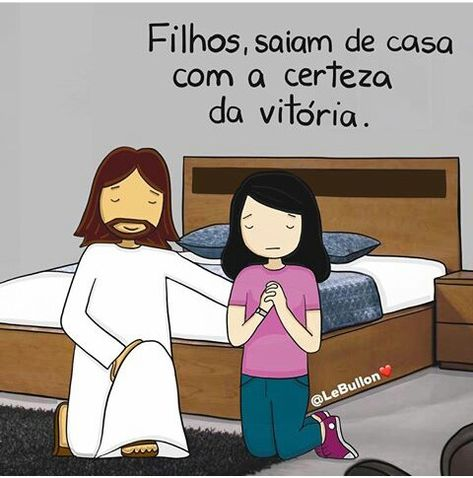 Filhos, saiam de casa
com a certeza
da vitória.
@LeBullon❤